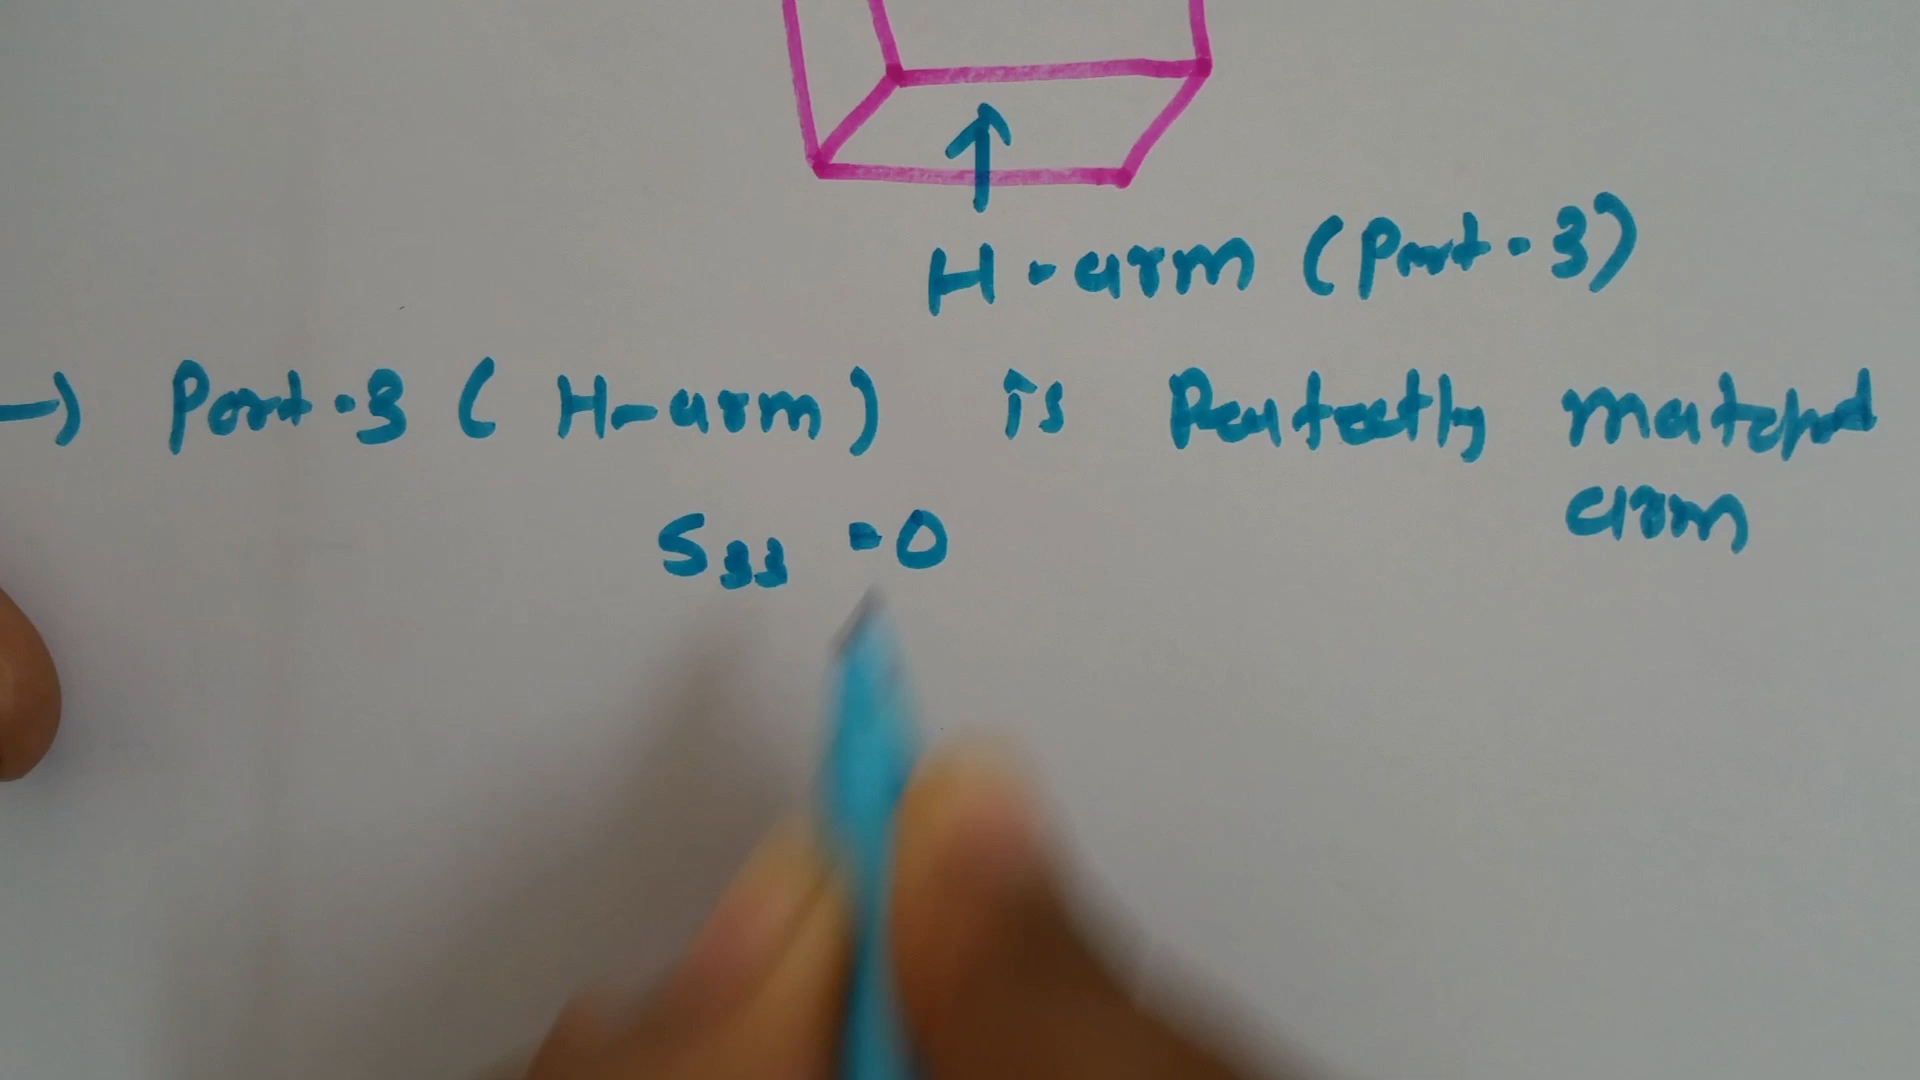 H-arm (Port-3)
→ Port-3 ( H-arm ) is Perfectly matched
arm
S33 = 0